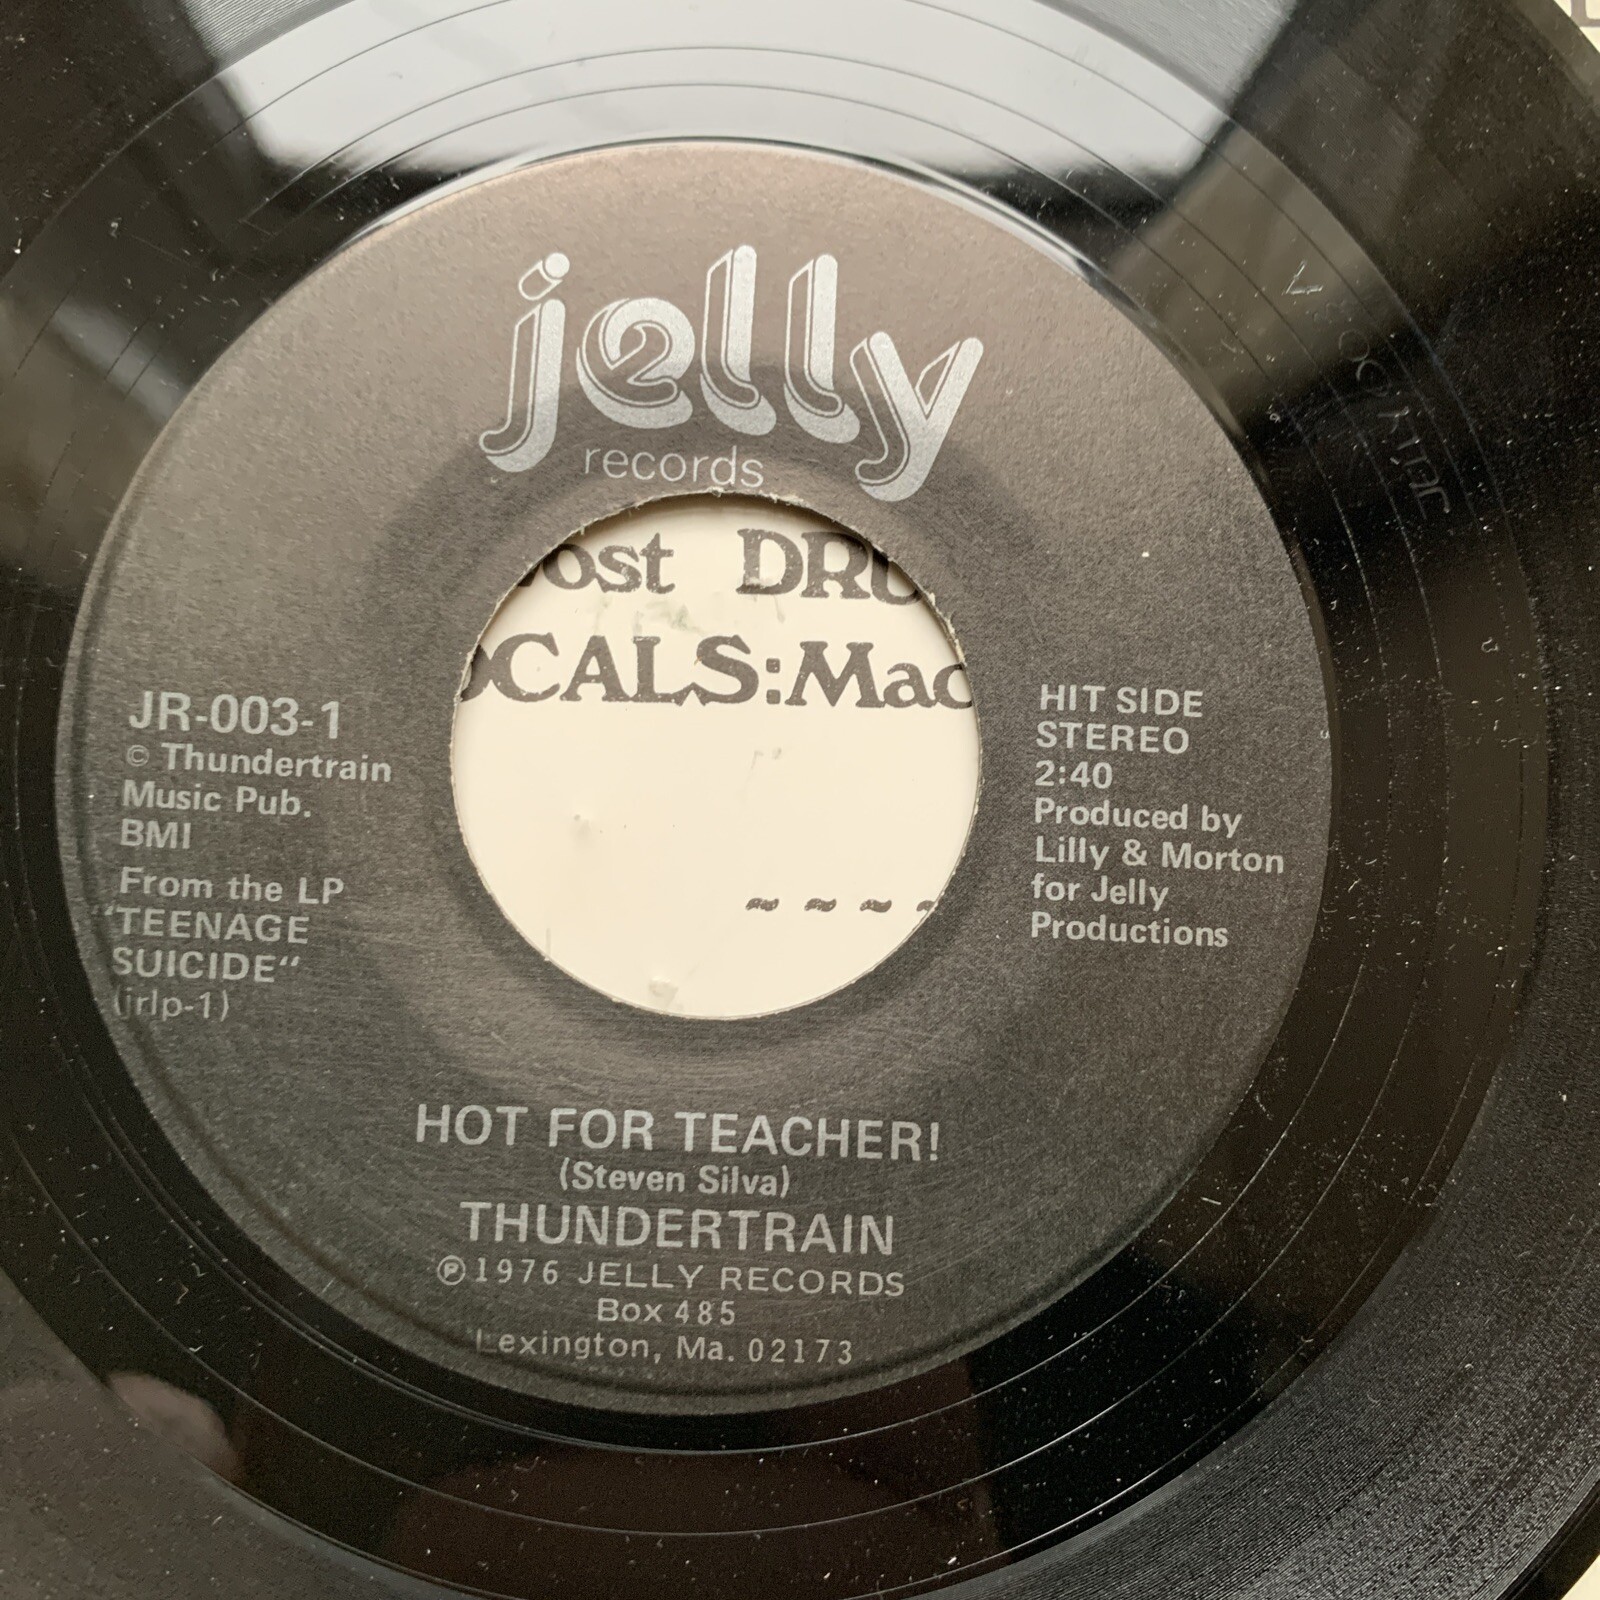 jelly
records
ost DRU
OCALS:Mac
JR-003-1
© Thundertrain
Music Pub.
BMI
From the LP
"TEENAGE
SUICIDE"
(jrlp-1)
HIT SIDE
STEREO
2:40
Produced by
Lilly & Morton
for Jelly
Productions
HOT FOR TEACHER!
(Steven Silva)
THUNDERTRAIN
℗1976 JELLY RECORDS
Box 485
Lexington, Ma. 02173